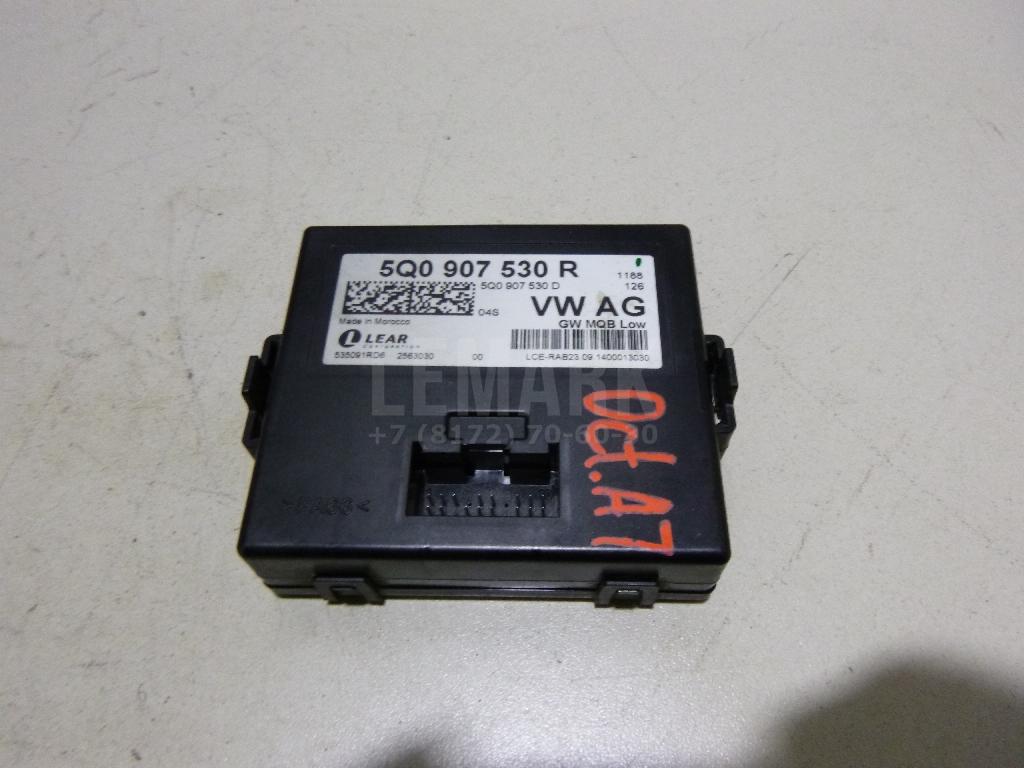 5Q0 907 530 R
1188
5Q0 907 530 D
126
04S
VW AG
Made in Morocco
GW MQB Low
LEAR
CORPORATION
535091RD6 2563030 00 LCE-RAB23.09.1400013030
LEMARK
+7 (8172) 70-60-20
Oct.A7